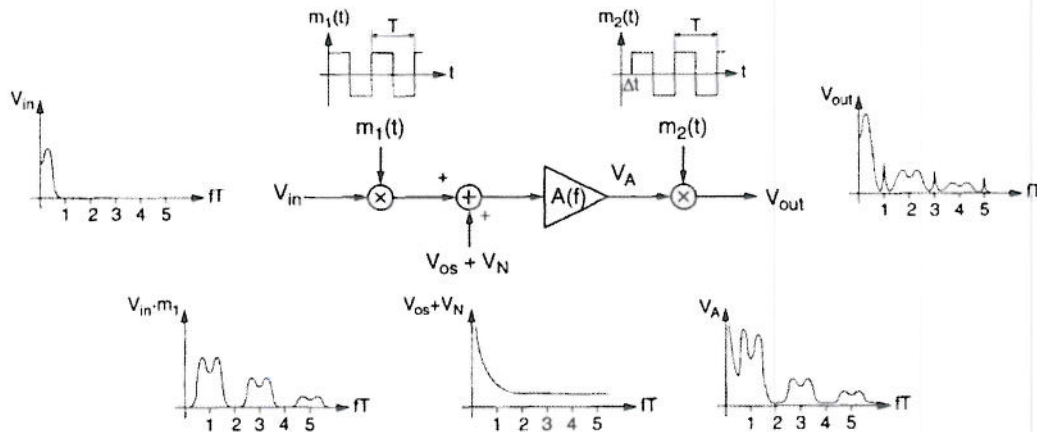 m₁(t)
T
t
m₂(t)
T
Δt
t
V_in
fT
1 2 3 4 5
m₁(t)
m₂(t)
V_out
fT
1 2 3 4 5
V_in
×
+
+
+
A(f)
V_A
×
V_out
V_os + V_N
V_in·m₁
fT
1 2 3 4 5
V_os+V_N
fT
1 2 3 4 5
V_A
fT
1 2 3 4 5